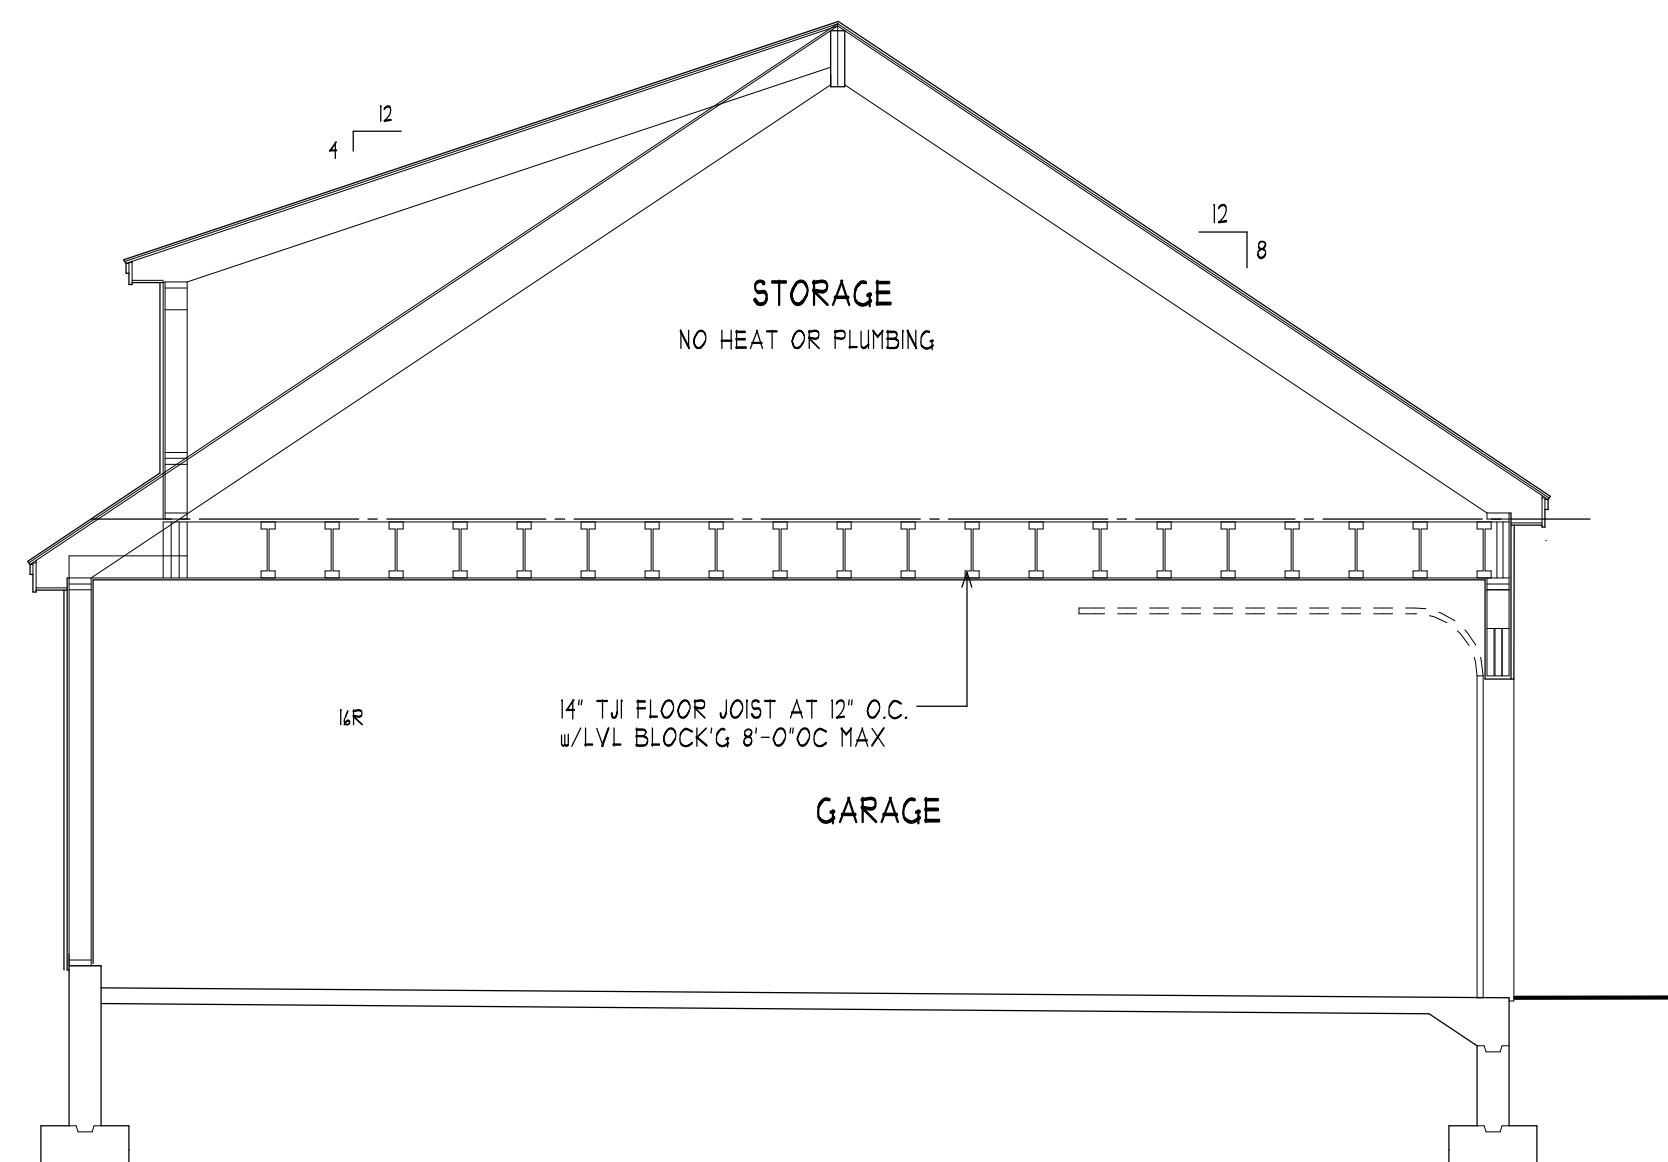 12
4
12
8
STORAGE
NO HEAT OR PLUMBING
16R
14" TJI FLOOR JOIST AT 12" O.C.
w/LVL BLOCK'G 8'-0"OC MAX
GARAGE